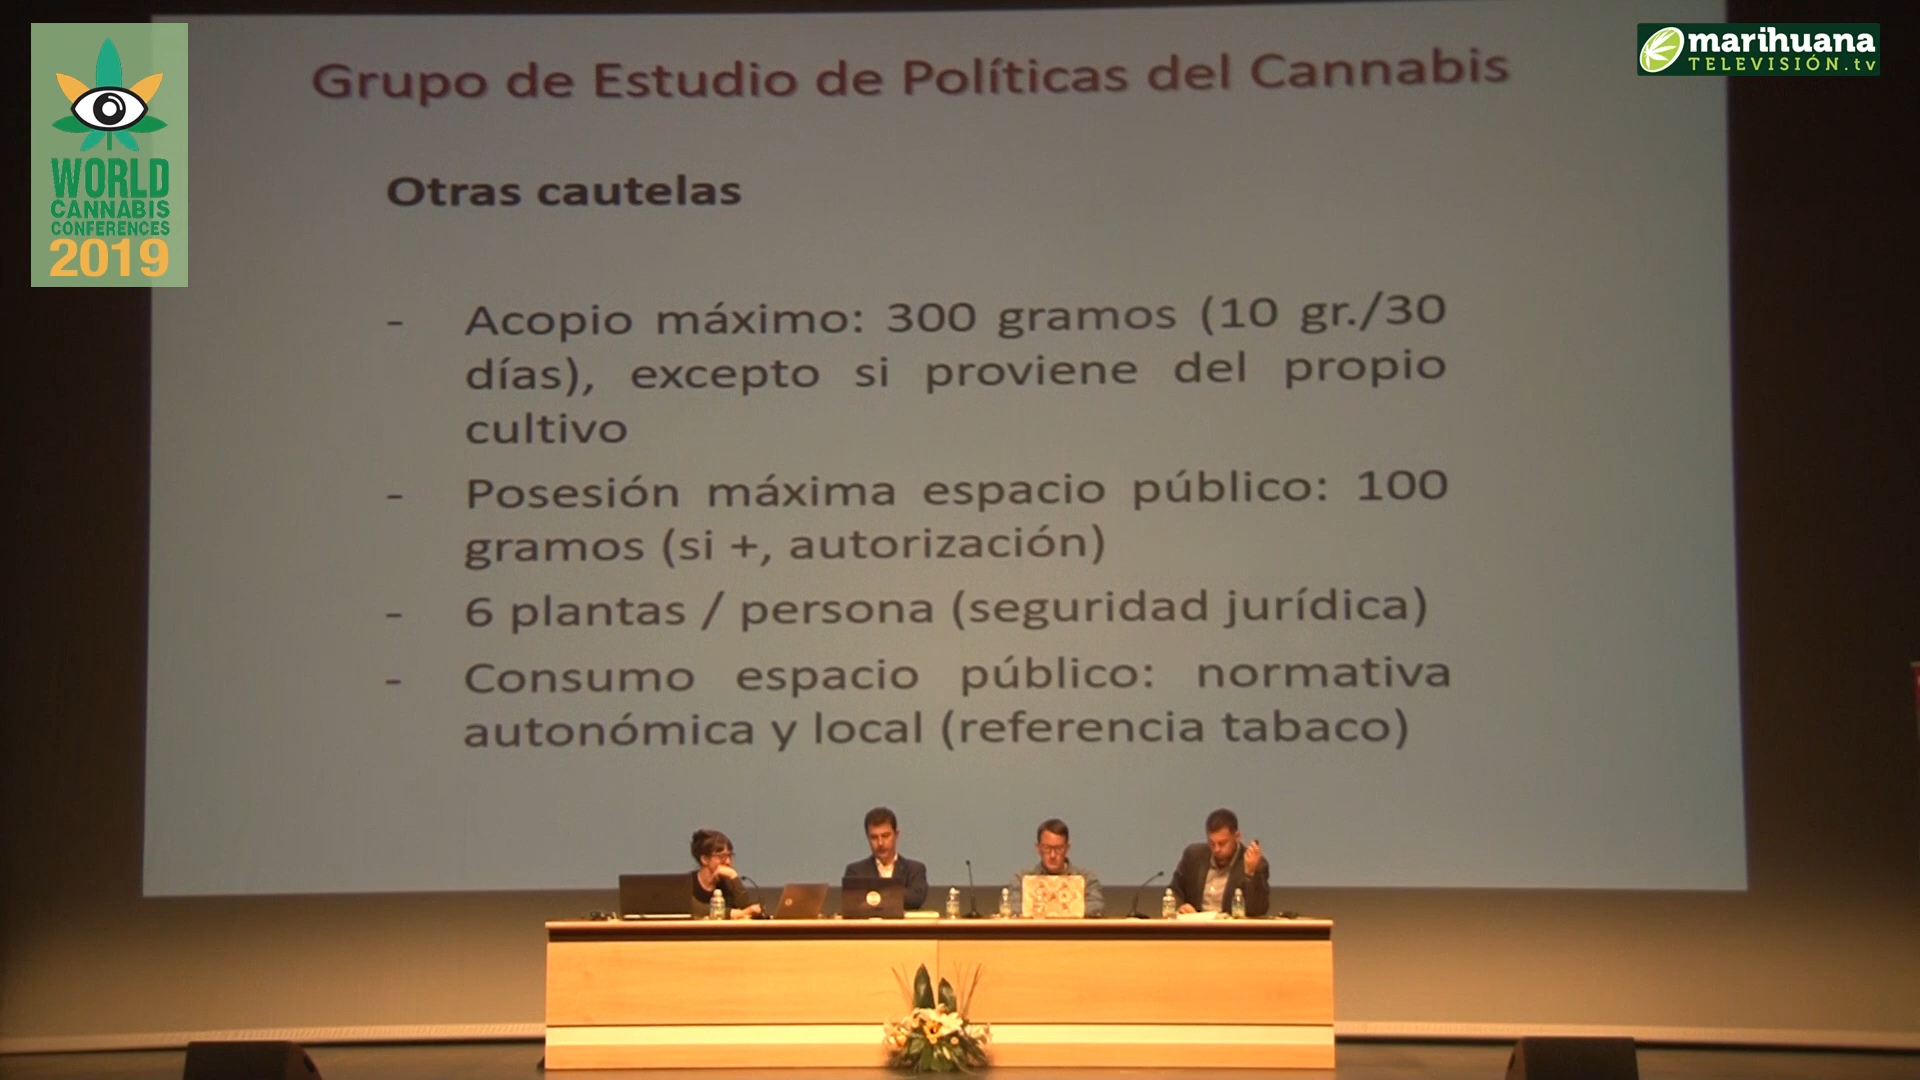 WORLD
CANNABIS
CONFERENCES
2019
marihuana
TELEVISIÓN.tv
Grupo de Estudio de Políticas del Cannabis
Otras cautelas
- Acopio máximo: 300 gramos (10 gr./30
días), excepto si proviene del propio
cultivo
- Posesión máxima espacio público: 100
gramos (si +, autorización)
- 6 plantas / persona (seguridad jurídica)
- Consumo espacio público: normativa
autonómica y local (referencia tabaco)